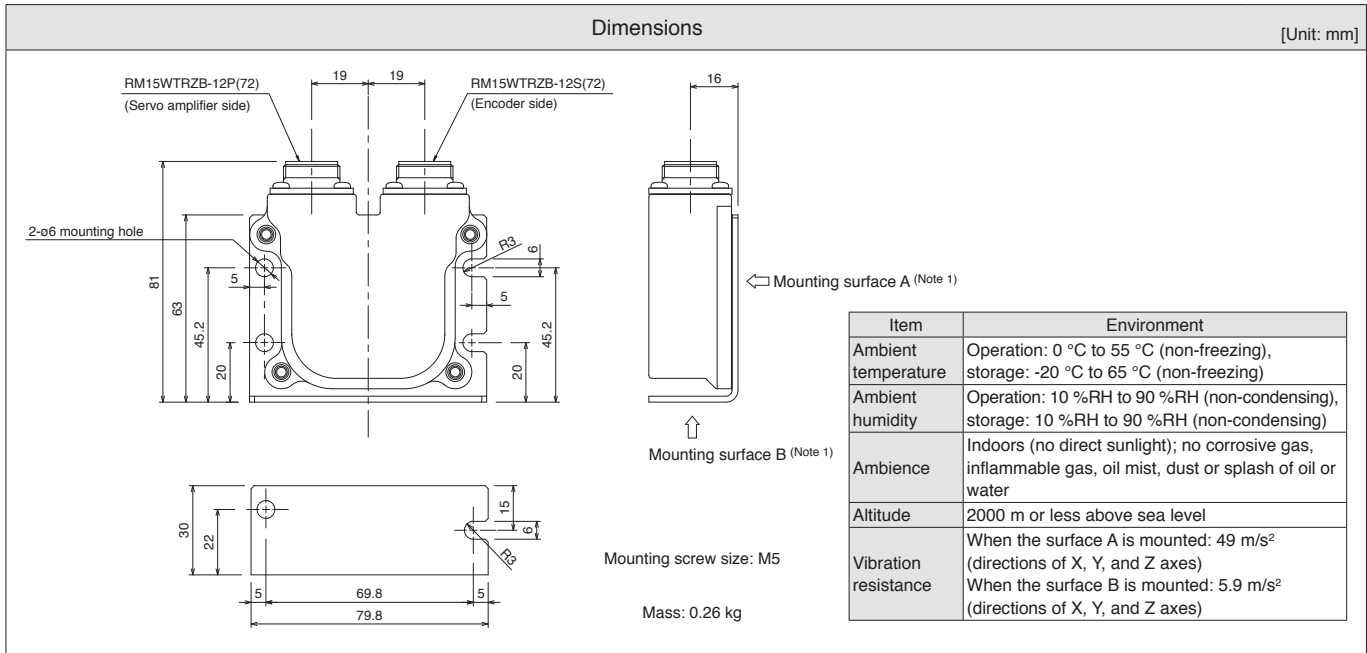 Dimensions
[Unit: mm]
RM15WTRZB-12P(72)
(Servo amplifier side)
19
19
RM15WTRZB-12S(72)
(Encoder side)
16
2-ø6 mounting hole
R3
6
5
5
81
63
45.2
20
45.2
20
Mounting surface A (Note 1)
Mounting surface B (Note 1)
30
22
15
6
R3
5
69.8
5
79.8
Mounting screw size: M5
Mass: 0.26 kg
Item
Environment
Ambient
temperature
Operation: 0 °C to 55 °C (non-freezing),
storage: -20 °C to 65 °C (non-freezing)
Ambient
humidity
Operation: 10 %RH to 90 %RH (non-condensing),
storage: 10 %RH to 90 %RH (non-condensing)
Ambience
Indoors (no direct sunlight); no corrosive gas,
inflammable gas, oil mist, dust or splash of oil or
water
Altitude
2000 m or less above sea level
Vibration
resistance
When the surface A is mounted: 49 m/s²
(directions of X, Y, and Z axes)
When the surface B is mounted: 5.9 m/s²
(directions of X, Y, and Z axes)